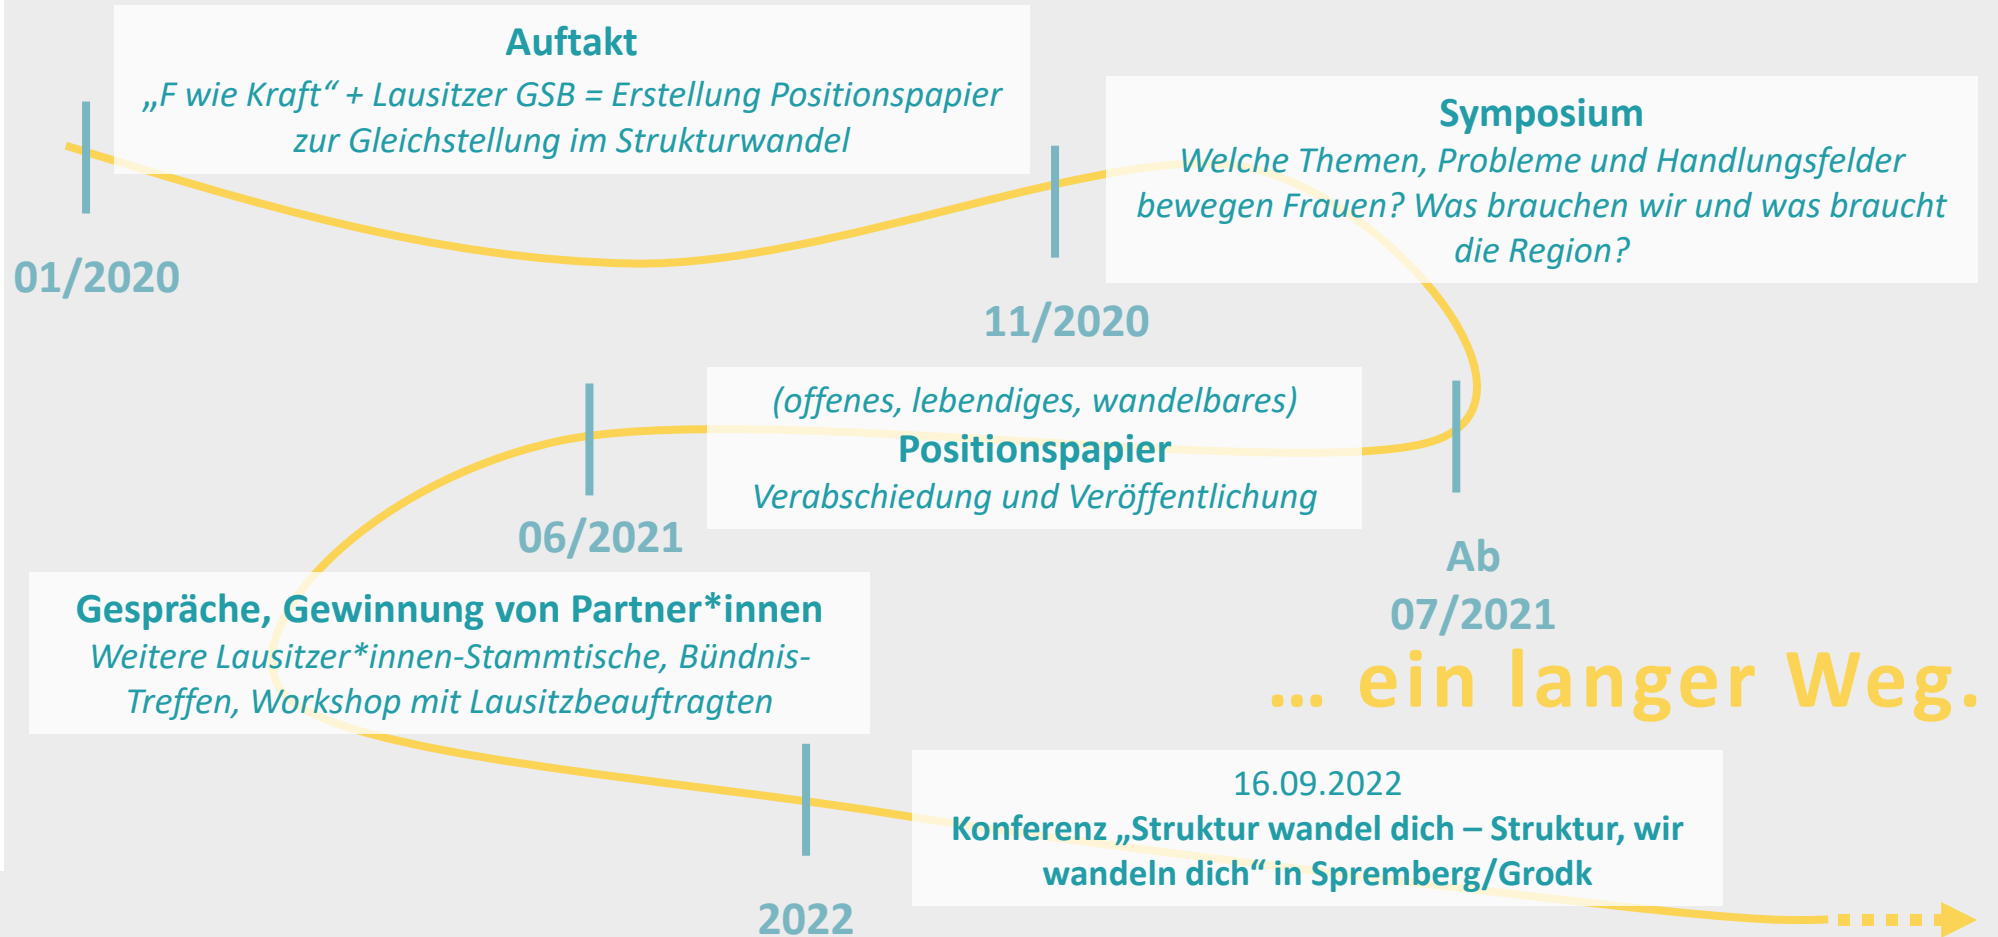 Auftakt
„F wie Kraft“ + Lausitzer GSB = Erstellung Positionspapier
zur Gleichstellung im Strukturwandel
01/2020
Symposium
Welche Themen, Probleme und Handlungsfelder
bewegen Frauen? Was brauchen wir und was braucht
die Region?
11/2020
(offenes, lebendiges, wandelbares)
Positionspapier
Verabschiedung und Veröffentlichung
06/2021
Ab
07/2021
Gespräche, Gewinnung von Partner*innen
Weitere Lausitzer*innen-Stammtische, Bündnis-
Treffen, Workshop mit Lausitzbeauftragten
... ein langer Weg.
16.09.2022
Konferenz „Struktur wandel dich – Struktur, wir
wandeln dich“ in Spremberg/Grodk
2022